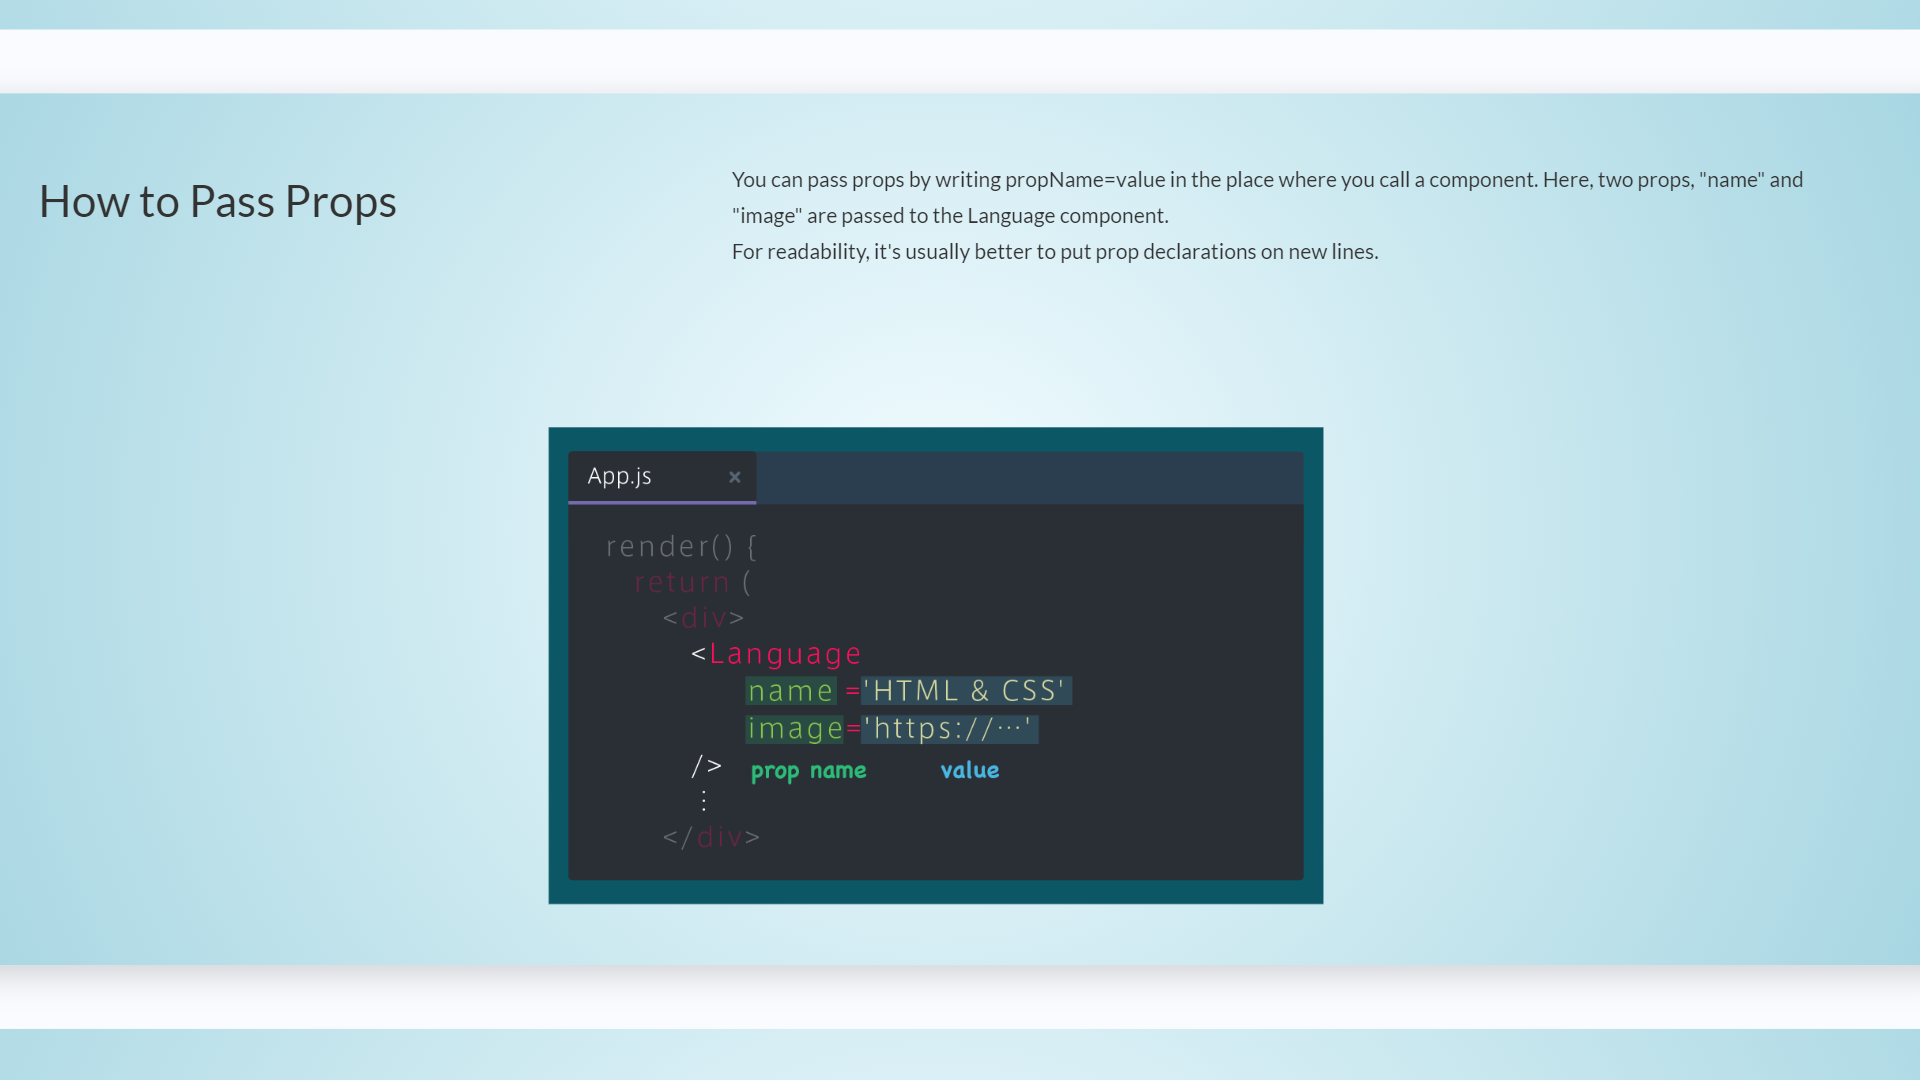 How to Pass Props
You can pass props by writing propName=value in the place where you call a component. Here, two props, "name" and
"image" are passed to the Language component.
For readability, it's usually better to put prop declarations on new lines.
App.js ×
render() {
return (
<div>
<Language
name ='HTML & CSS'
image='https://⋯'
/> prop name value
⋮
</div>